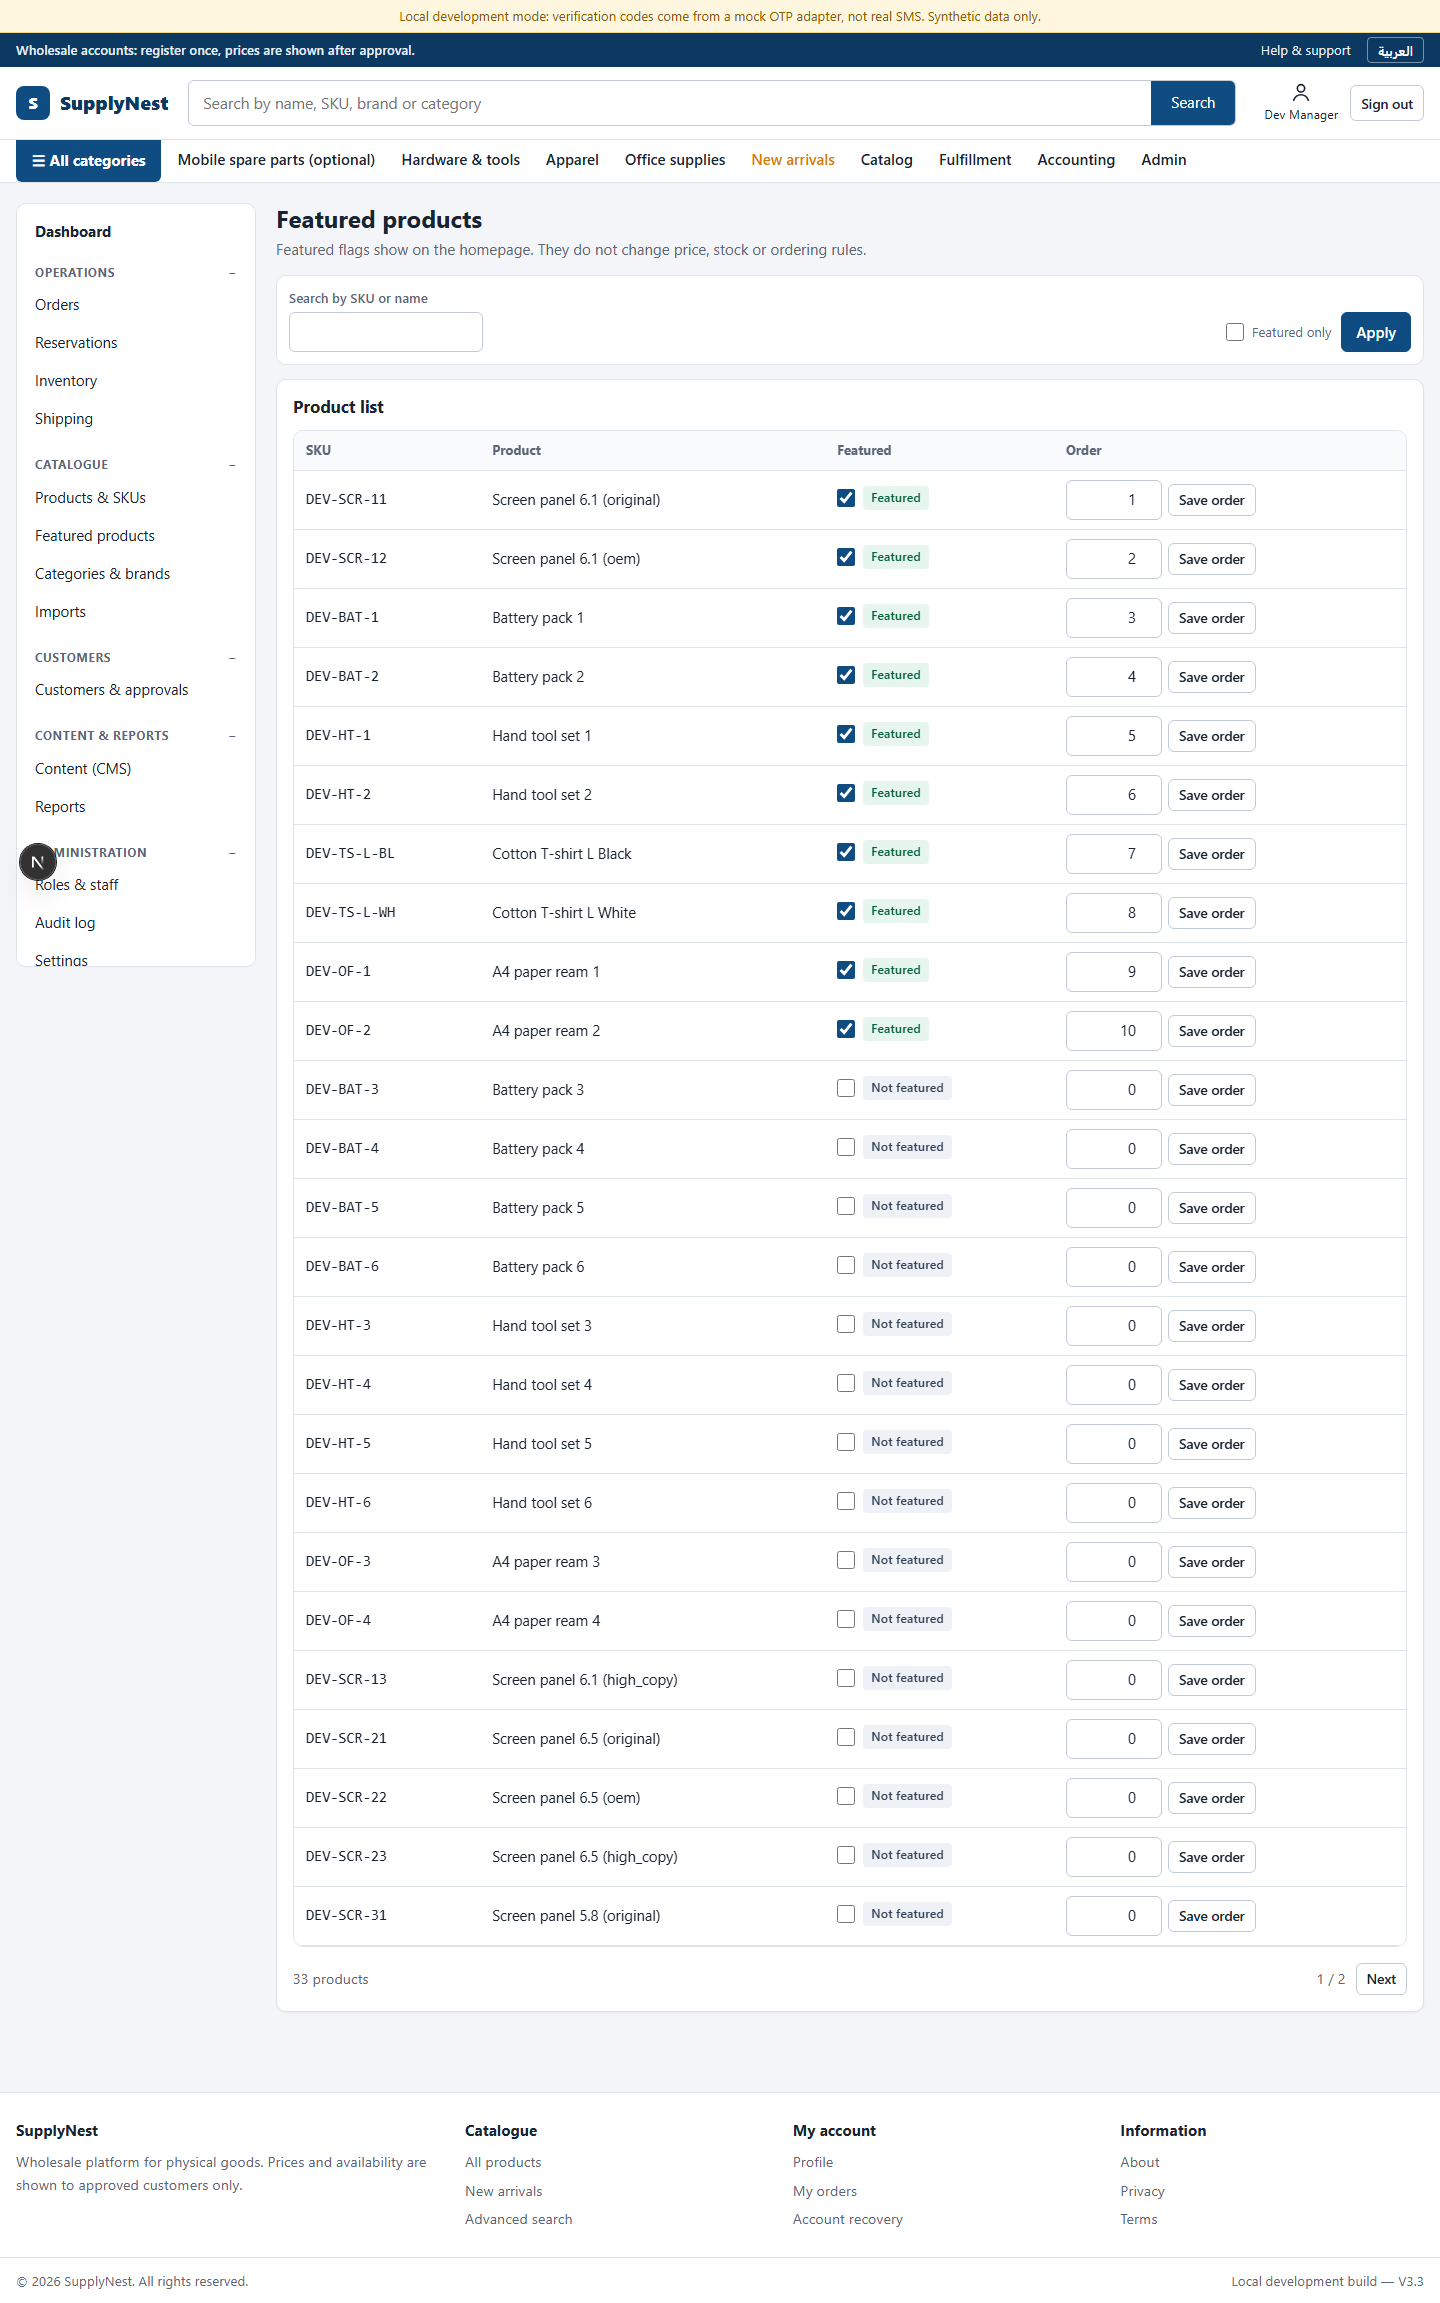 Local development mode: verification codes come from a mock OTP adapter, not real SMS. Synthetic data only.
Wholesale accounts: register once, prices are shown after approval.
Help & support
العربية
S
SupplyNest
Search by name, SKU, brand or category
Search
Dev Manager
Sign out
☰ All categories
Mobile spare parts (optional)
Hardware & tools
Apparel
Office supplies
New arrivals
Catalog
Fulfillment
Accounting
Admin
Dashboard
OPERATIONS –
Orders
Reservations
Inventory
Shipping
CATALOGUE –
Products & SKUs
Featured products
Categories & brands
Imports
CUSTOMERS –
Customers & approvals
CONTENT & REPORTS –
Content (CMS)
Reports
N
MINISTRATION –
Roles & staff
Audit log
Settings
Featured products
Featured flags show on the homepage. They do not change price, stock or ordering rules.
Search by SKU or name
Featured only
Apply
Product list
SKU Product Featured Order
DEV-SCR-11 Screen panel 6.1 (original) Featured 1 Save order
DEV-SCR-12 Screen panel 6.1 (oem) Featured 2 Save order
DEV-BAT-1 Battery pack 1 Featured 3 Save order
DEV-BAT-2 Battery pack 2 Featured 4 Save order
DEV-HT-1 Hand tool set 1 Featured 5 Save order
DEV-HT-2 Hand tool set 2 Featured 6 Save order
DEV-TS-L-BL Cotton T-shirt L Black Featured 7 Save order
DEV-TS-L-WH Cotton T-shirt L White Featured 8 Save order
DEV-OF-1 A4 paper ream 1 Featured 9 Save order
DEV-OF-2 A4 paper ream 2 Featured 10 Save order
DEV-BAT-3 Battery pack 3 Not featured 0 Save order
DEV-BAT-4 Battery pack 4 Not featured 0 Save order
DEV-BAT-5 Battery pack 5 Not featured 0 Save order
DEV-BAT-6 Battery pack 6 Not featured 0 Save order
DEV-HT-3 Hand tool set 3 Not featured 0 Save order
DEV-HT-4 Hand tool set 4 Not featured 0 Save order
DEV-HT-5 Hand tool set 5 Not featured 0 Save order
DEV-HT-6 Hand tool set 6 Not featured 0 Save order
DEV-OF-3 A4 paper ream 3 Not featured 0 Save order
DEV-OF-4 A4 paper ream 4 Not featured 0 Save order
DEV-SCR-13 Screen panel 6.1 (high_copy) Not featured 0 Save order
DEV-SCR-21 Screen panel 6.5 (original) Not featured 0 Save order
DEV-SCR-22 Screen panel 6.5 (oem) Not featured 0 Save order
DEV-SCR-23 Screen panel 6.5 (high_copy) Not featured 0 Save order
DEV-SCR-31 Screen panel 5.8 (original) Not featured 0 Save order
33 products
1 / 2
Next
SupplyNest
Wholesale platform for physical goods. Prices and availability are
shown to approved customers only.
Catalogue
All products
New arrivals
Advanced search
My account
Profile
My orders
Account recovery
Information
About
Privacy
Terms
© 2026 SupplyNest. All rights reserved.
Local development build — V3.3